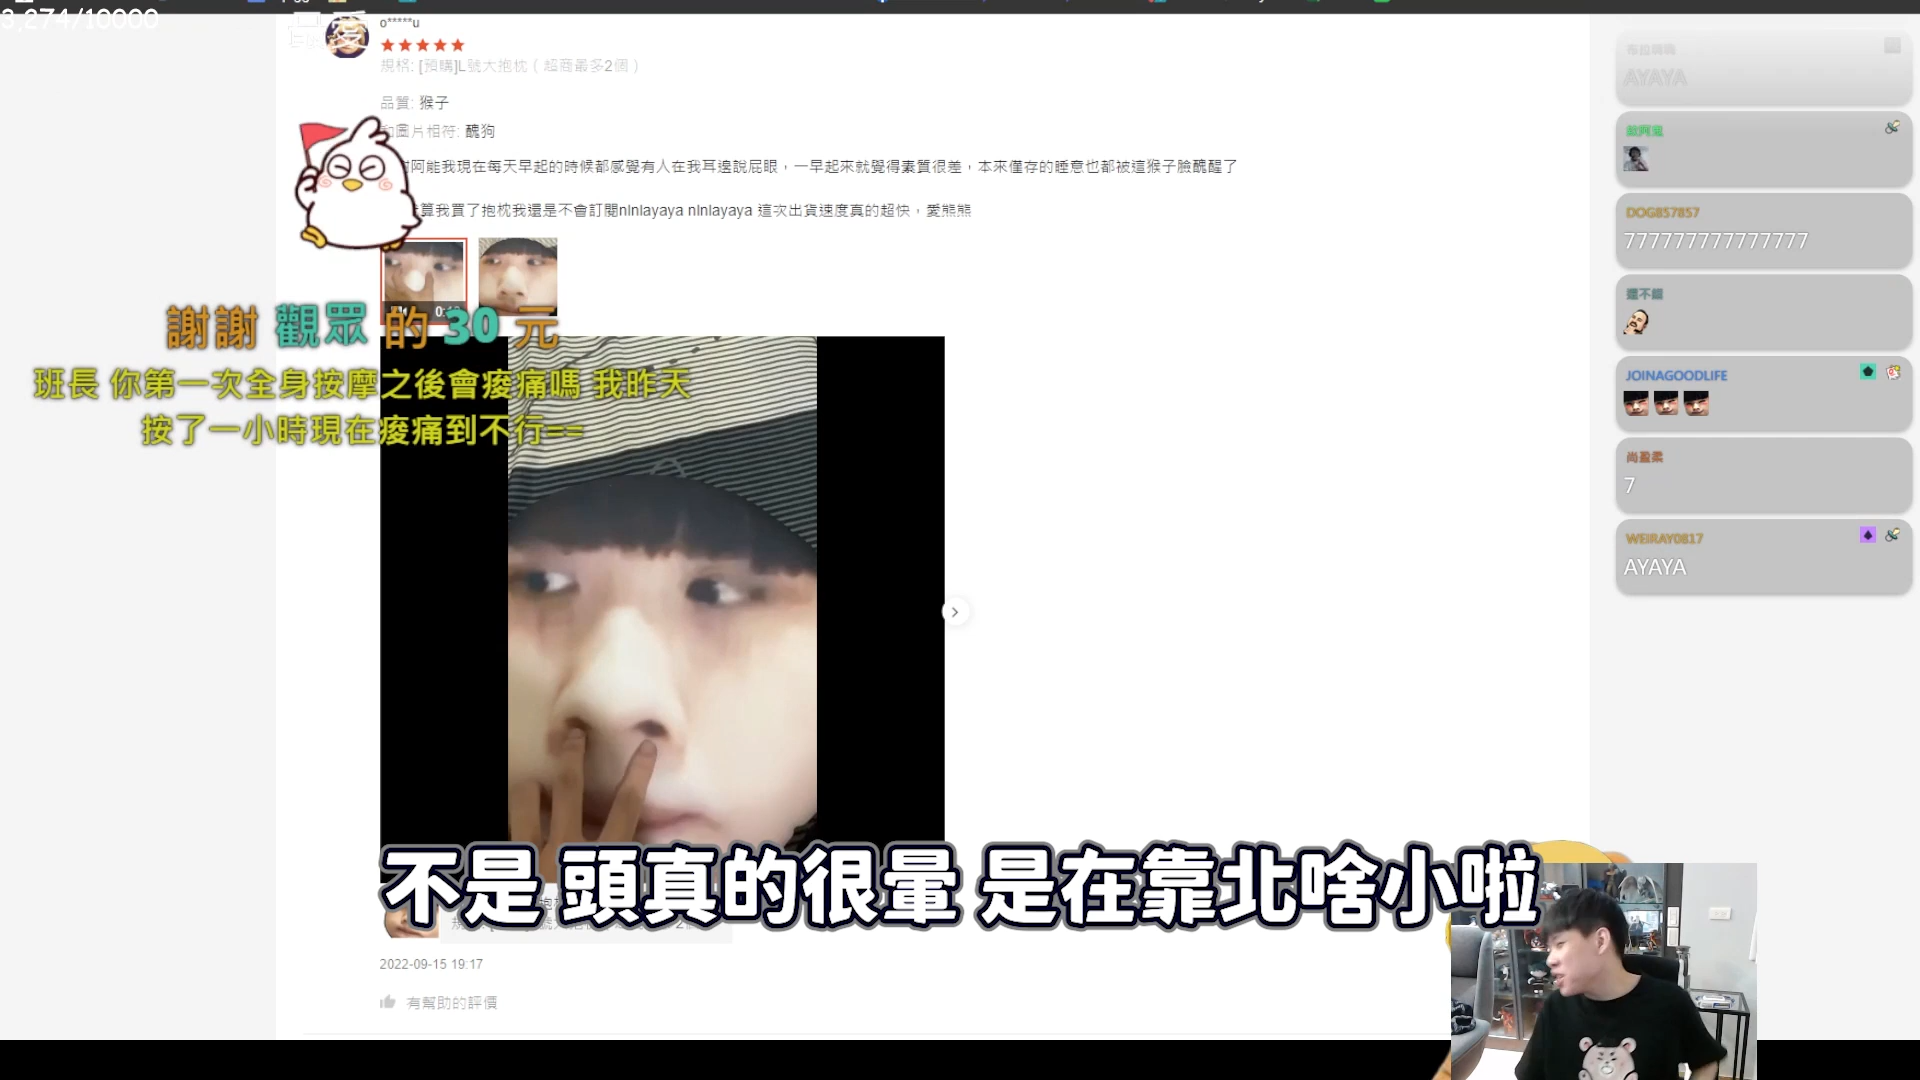 3,274/10000
o*****u
規格: [預購]L號大抱枕（超商最多2個）
品質: 猴子
圖片相符: 醜狗
阿能我現在每天早起的時候都感覺有人在我耳邊說屁眼，一早起來就覺得素質很差，本來僅存的睡意也都被這猴子臉醜醒了
算我買了抱枕我還是不會訂閱ninlayaya ninlayaya 這次出貨速度真的超快，愛熊熊
謝謝 觀眾 的 30 元
班長 你第一次全身按摩之後會痠痛嗎 我昨天
按了一小時現在痠痛到不行==
不是 頭真的很暈 是在靠北啥小啦
2022-09-15 19:17
有幫助的評價
AYAYA
DOG857857
777777777777777
還不錯
JOINAGOODLIFE
尚盈柔
7
WEIRAY0817
AYAYA